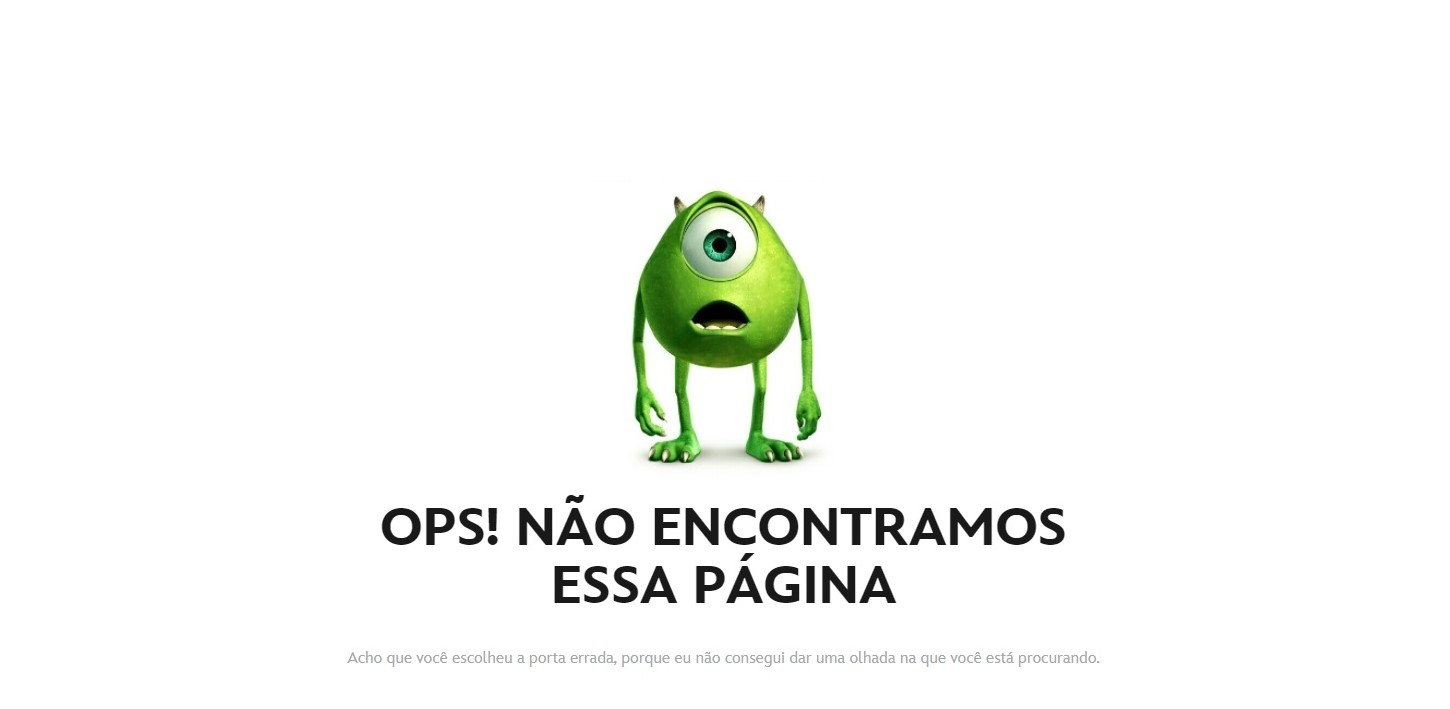 OPS! NÃO ENCONTRAMOS
ESSA PÁGINA
Acho que você escolheu a porta errada, porque eu não consegui dar uma olhada na que você está procurando.